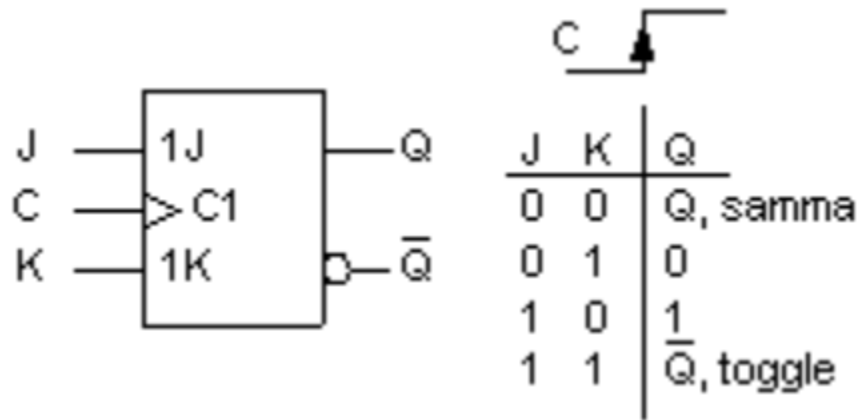 C
J 1J Q
C C1
K 1K Q̅
J K Q
0 0 Q, samma
0 1 0
1 0 1
1 1 Q̅, toggle